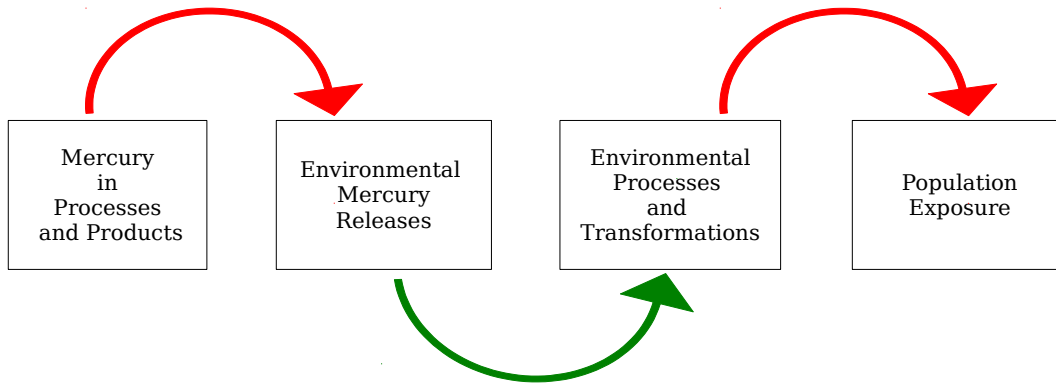 Mercury
in
Processes
and Products
Environmental
Mercury
Releases
Environmental
Processes
and
Transformations
Population
Exposure